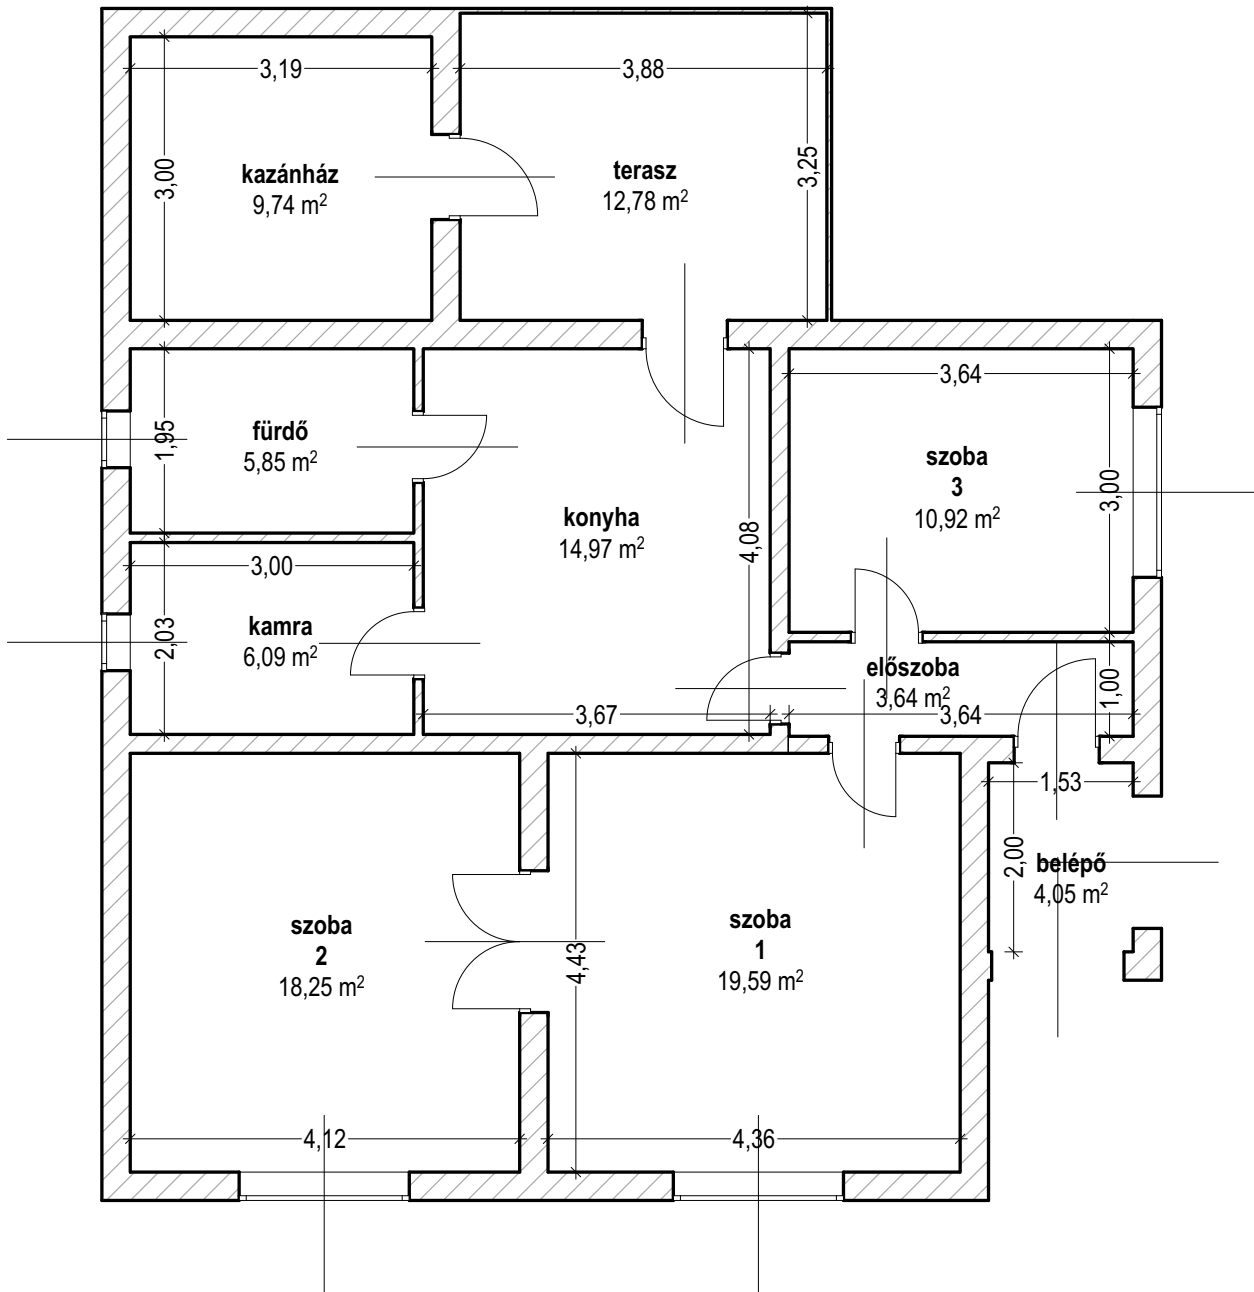 3,19
3,88
kazánház
9,74 m²
3,00
terasz
12,78 m²
3,25
fürdő
5,85 m²
1,95
3,64
szoba
3
10,92 m²
3,00
konyha
14,97 m²
4,08
3,00
kamra
6,09 m²
2,03
előszoba
3,64 m²
1,00
3,67
3,64
1,53
2,00
belépő
4,05 m²
szoba
2
18,25 m²
4,43
szoba
1
19,59 m²
4,12
4,36